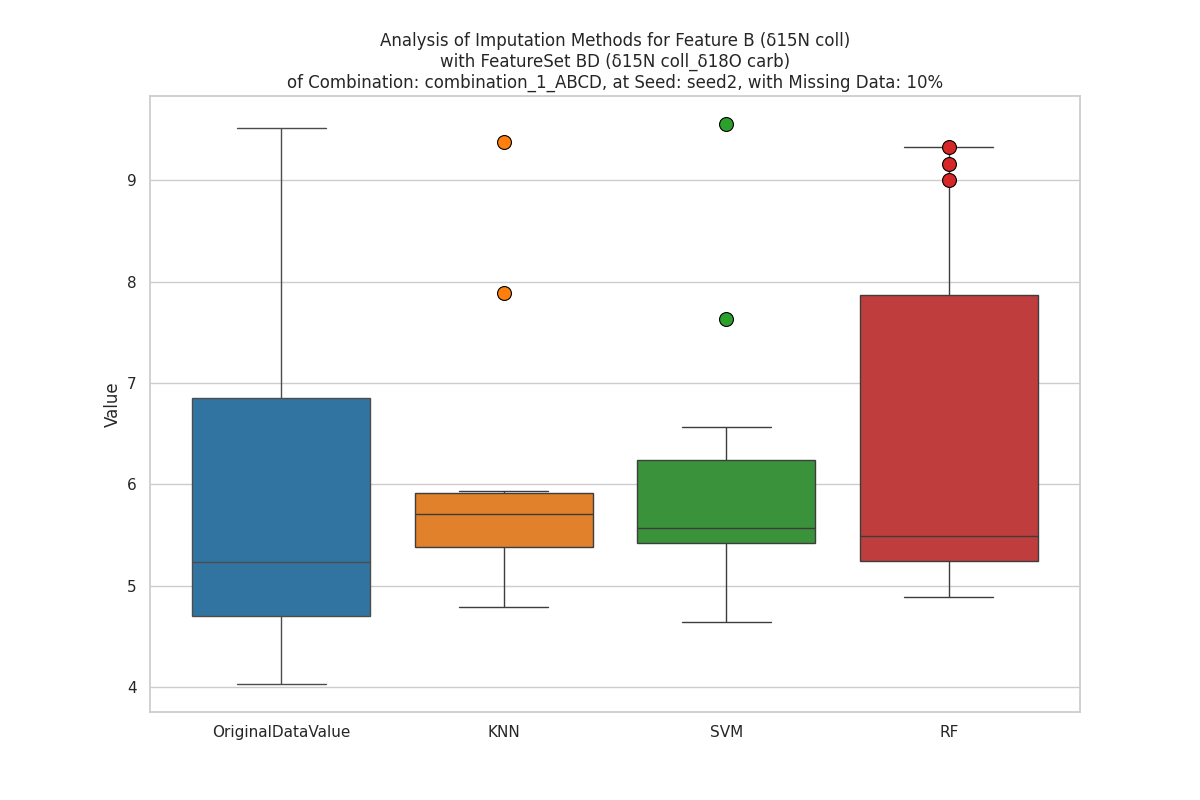 Analysis of Imputation Methods for Feature B (δ15N coll)
with FeatureSet BD (δ15N coll_δ18O carb)
of Combination: combination_1_ABCD, at Seed: seed2, with Missing Data: 10%
9
8
7
6
5
4
Value
OriginalDataValue
KNN
SVM
RF